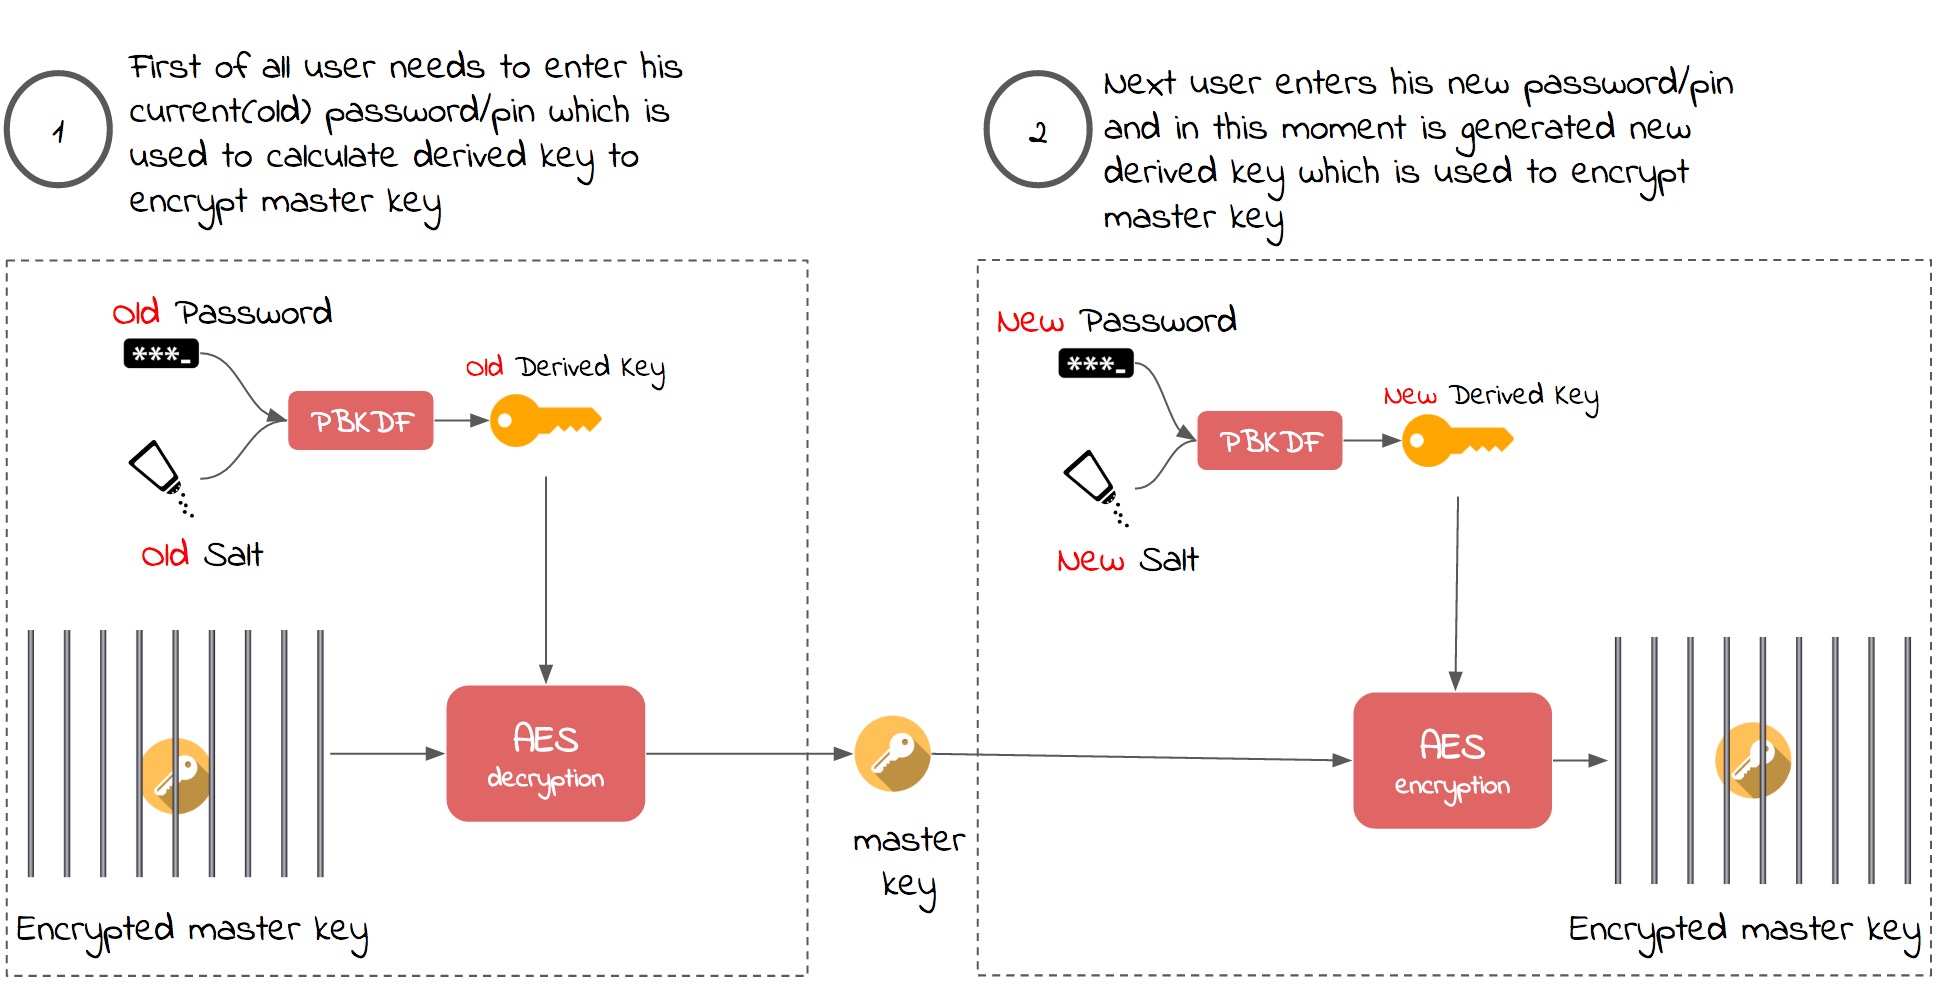 1
First of all user needs to enter his
current(old) password/pin which is
used to calculate derived key to
encrypt master key
2
Next user enters his new password/pin
and in this moment is generated new
derived key which is used to encrypt
master key
Old Password
***_
PBKDF
Old Derived Key
Old Salt
AES
decryption
Encrypted master key
master
key
New Password
***_
PBKDF
New Derived Key
New Salt
AES
encryption
Encrypted master key